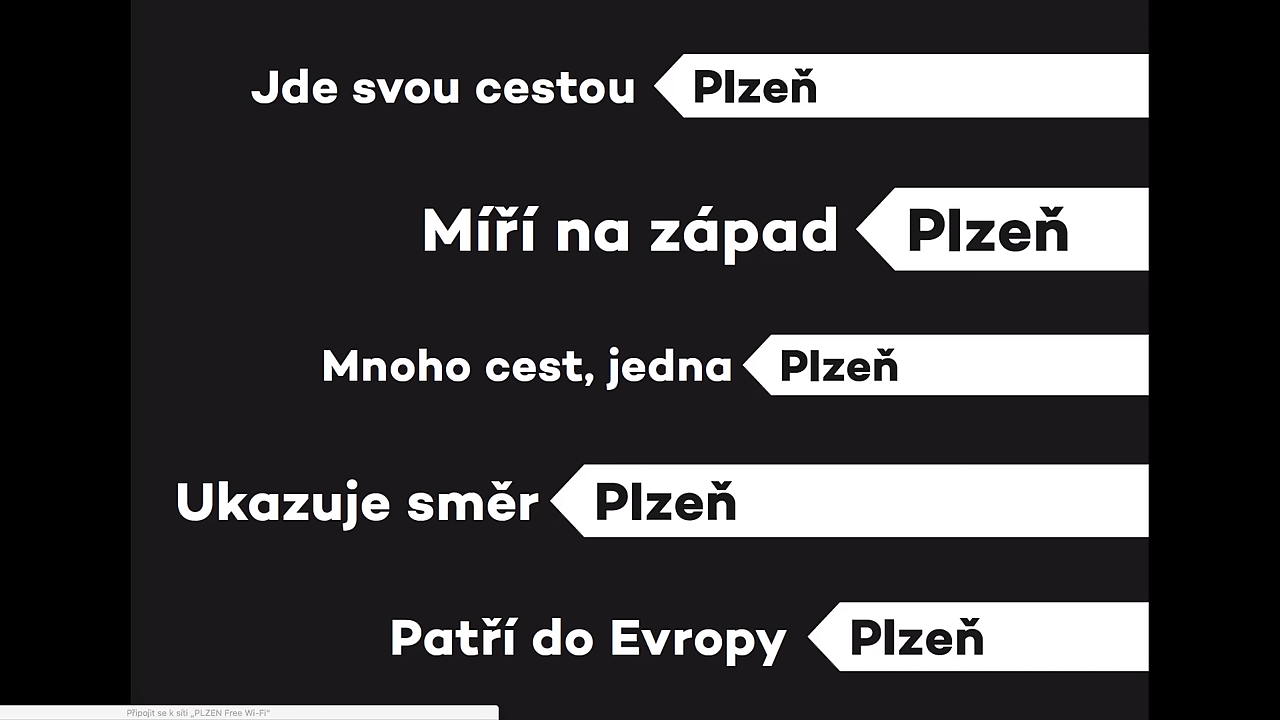 Jde svou cestou Plzeň
Míří na západ Plzeň
Mnoho cest, jedna Plzeň
Ukazuje směr Plzeň
Patří do Evropy Plzeň
Připojit se k síti „PLZEN Free Wi-Fi“